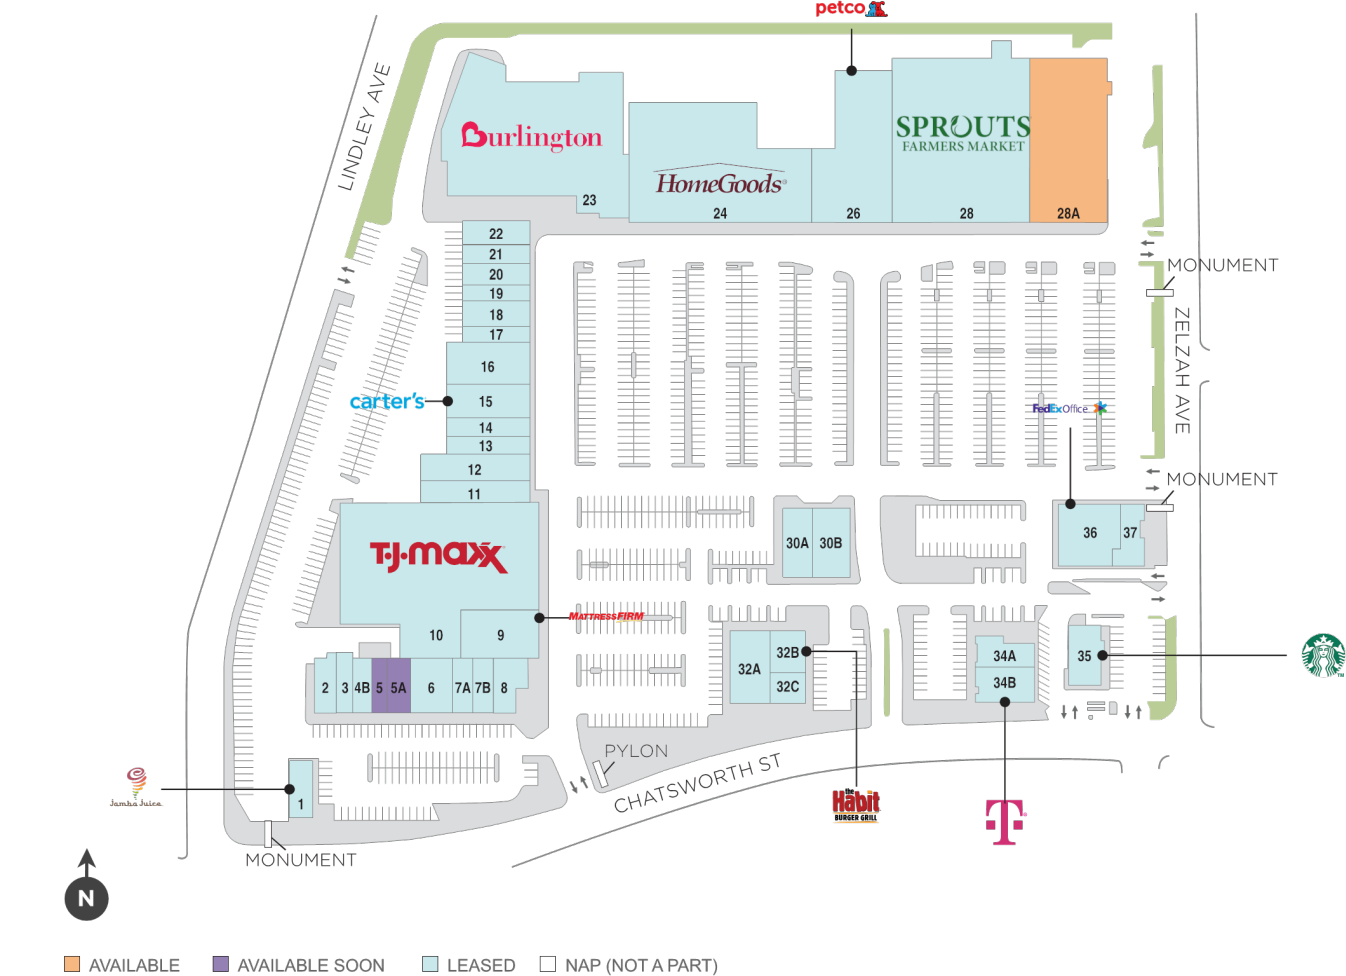 petco
LINDLEY AVE
Burlington
23
HomeGoods
24
26
SPROUTS
FARMERS MARKET
28
28A
22
21
20
19
18
17
16
carter's
15
14
13
12
11
MONUMENT
ZELZAH AVE
FedEx Office
MONUMENT
T·J·maxx
MATTRESS FIRM
10
9
30A
30B
36
37
2
3
4B
5
5A
6
7A
7B
8
32A
32B
32C
34A
34B
35
PYLON
CHATSWORTH ST
Jamba Juice
1
MONUMENT
the
Habit
BURGER GRILL
T
N
AVAILABLE
AVAILABLE SOON
LEASED
NAP (NOT A PART)